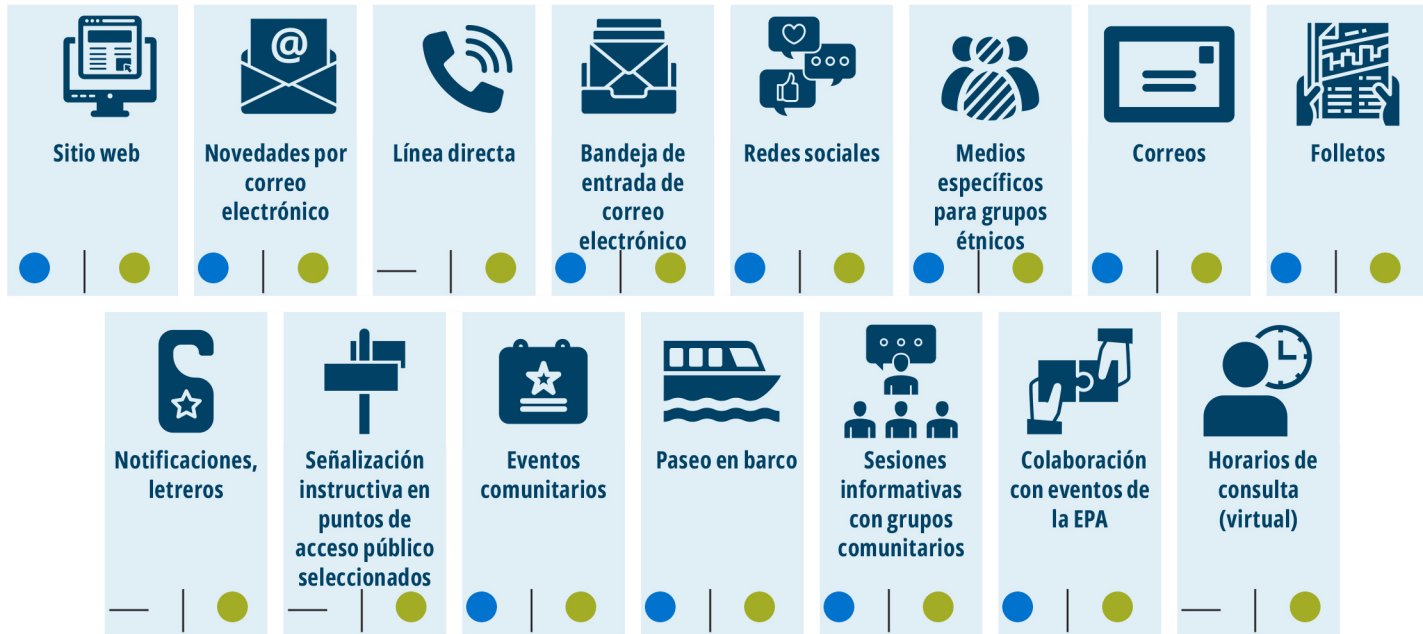 Sitio web
Novedades por
correo
electrónico
Línea directa
Bandeja de
entrada de
correo
electrónico
Redes sociales
Medios
específicos
para grupos
étnicos
Correos
Folletos
Notificaciones,
letreros
Señalización
instructiva en
puntos de
acceso público
seleccionados
Eventos
comunitarios
Paseo en barco
Sesiones
informativas
con grupos
comunitarios
Colaboración
con eventos de
la EPA
Horarios de
consulta
(virtual)